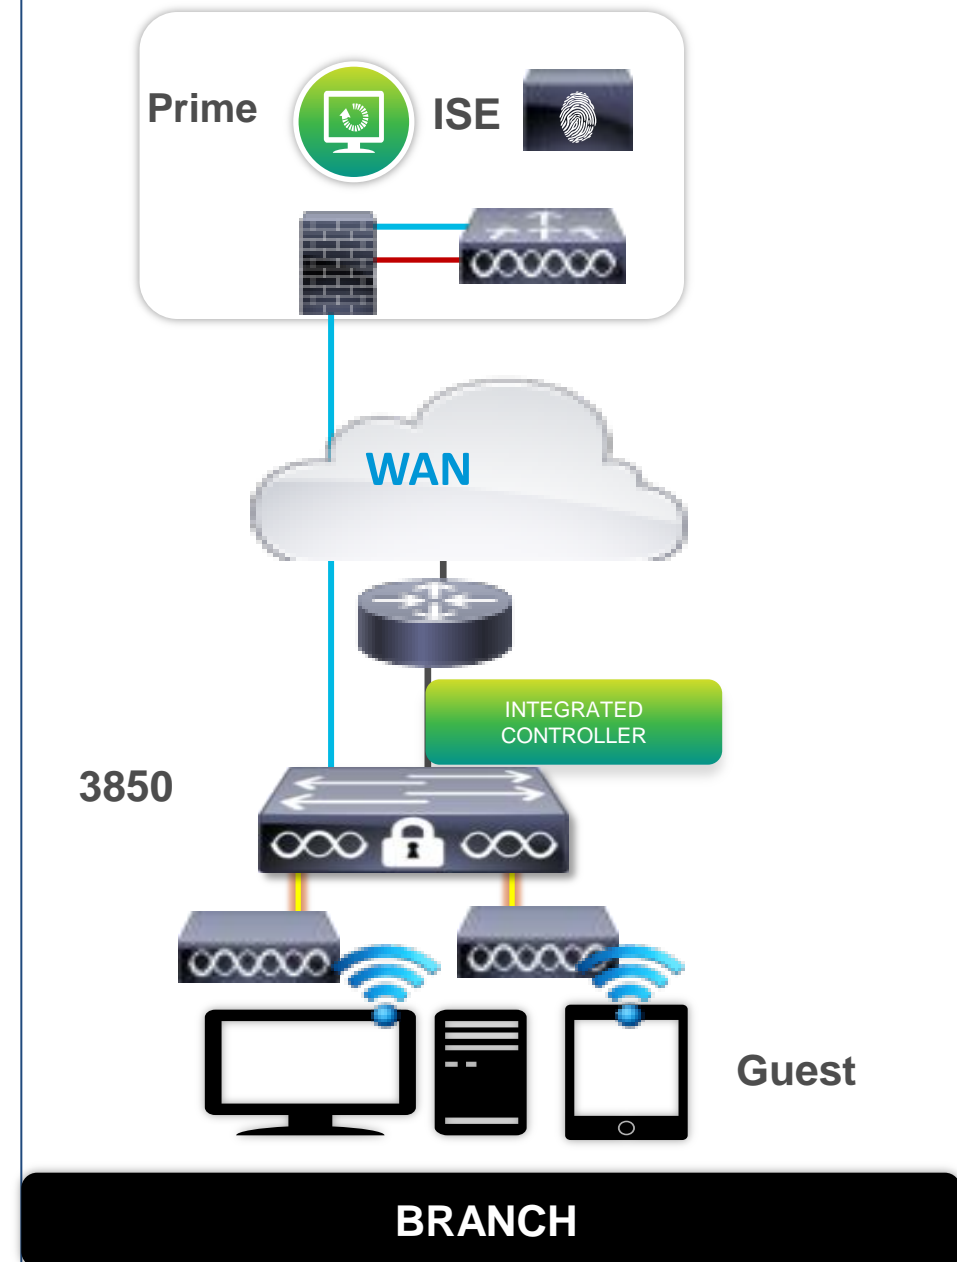 Prime
ISE
WAN
INTEGRATED
CONTROLLER
3850
Guest
BRANCH